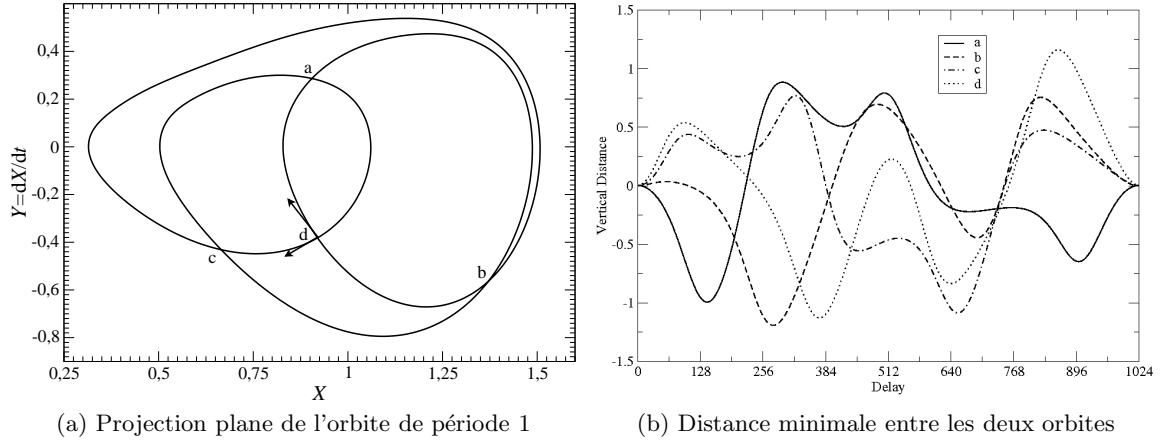 0,4
0,2
0
-0,2
-0,4
-0,6
-0,8
Y=dX/dt
a
d
c
b
0,25
0,5
0,75
1
1,25
1,5
X
(a) Projection plane de l'orbite de période 1
1.5
1
0.5
0
-0.5
-1
-1.5
Vertical Distance
a
b
c
d
0
128
256
384
512
640
768
896
1024
Delay
(b) Distance minimale entre les deux orbites